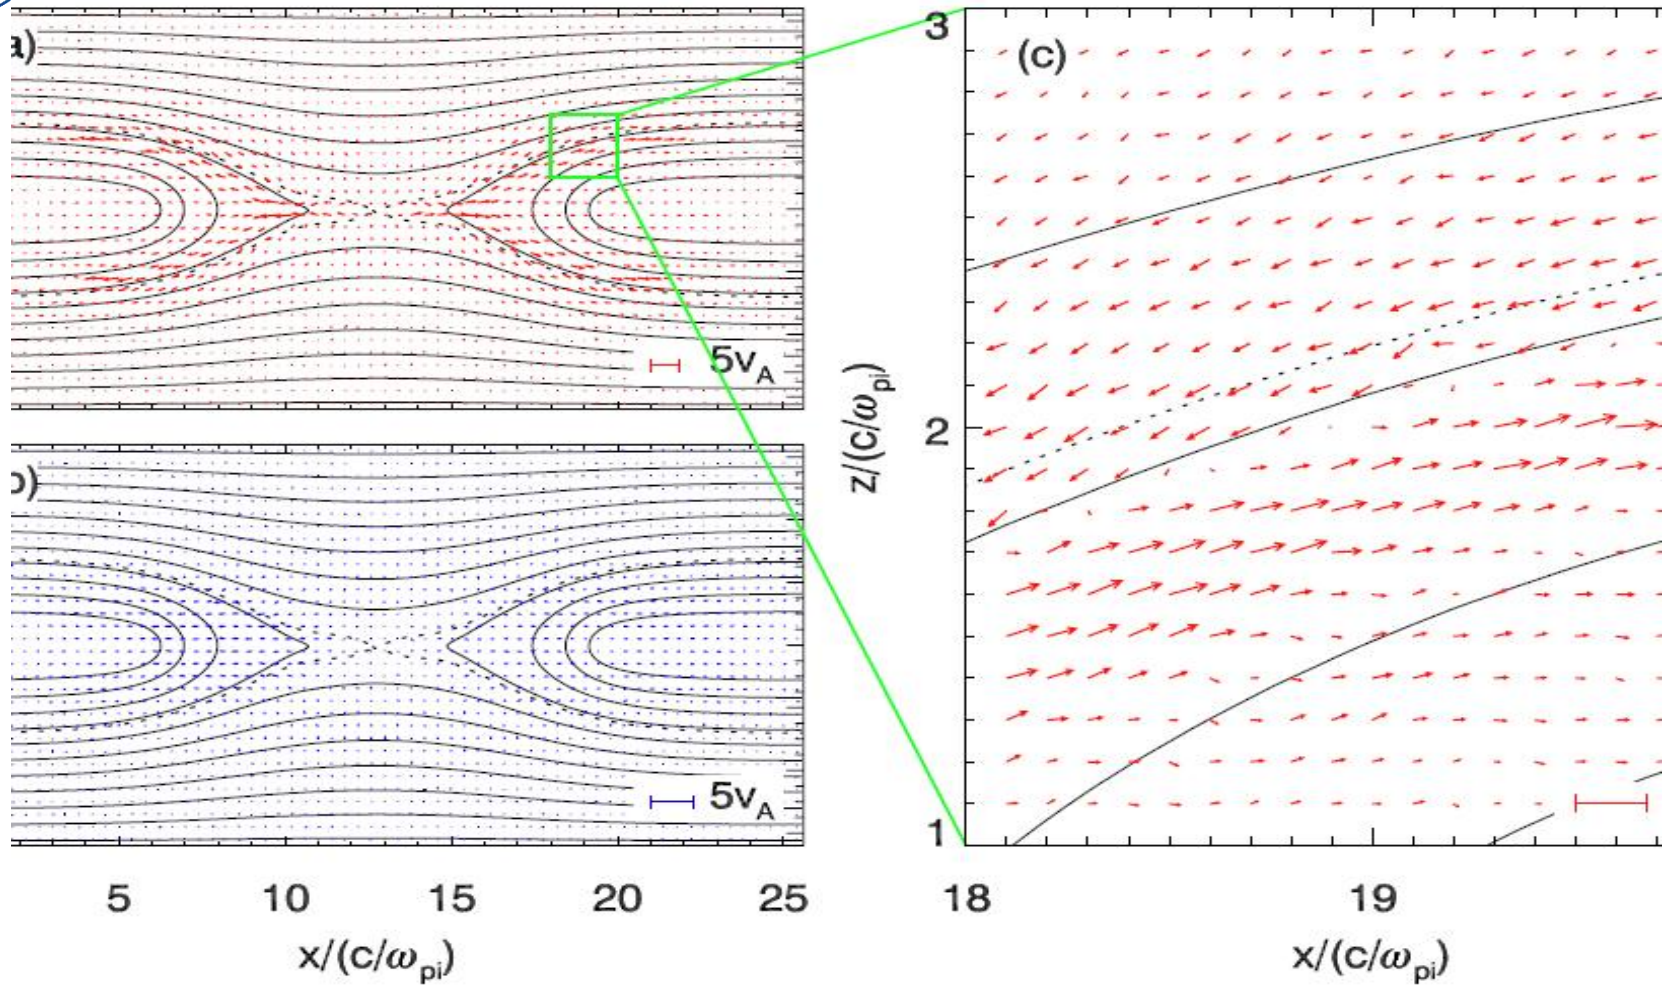 a)
5v_A
b)
5v_A
5 10 15 20 25
x/(c/ω_pi)
(c)
3
2
1
z/(c/ω_pi)
18 19
x/(c/ω_pi)